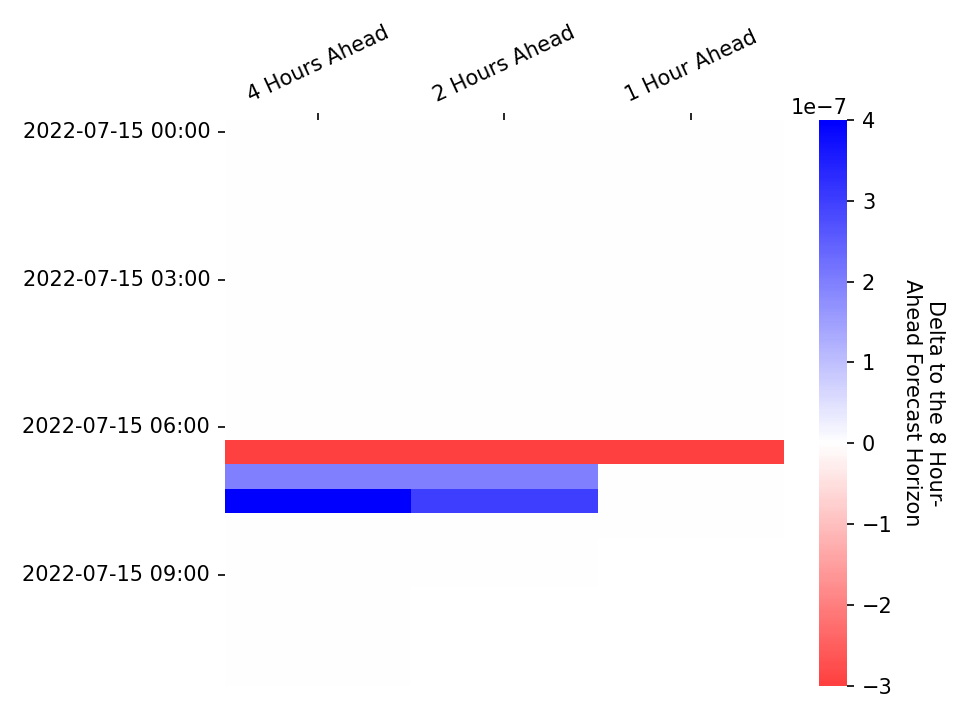 4 Hours Ahead
2 Hours Ahead
1 Hour Ahead
2022-07-15 00:00
2022-07-15 03:00
2022-07-15 06:00
2022-07-15 09:00
1e−7
4
3
2
1
0
−1
−2
−3
Delta to the 8 Hour-
Ahead Forecast Horizon